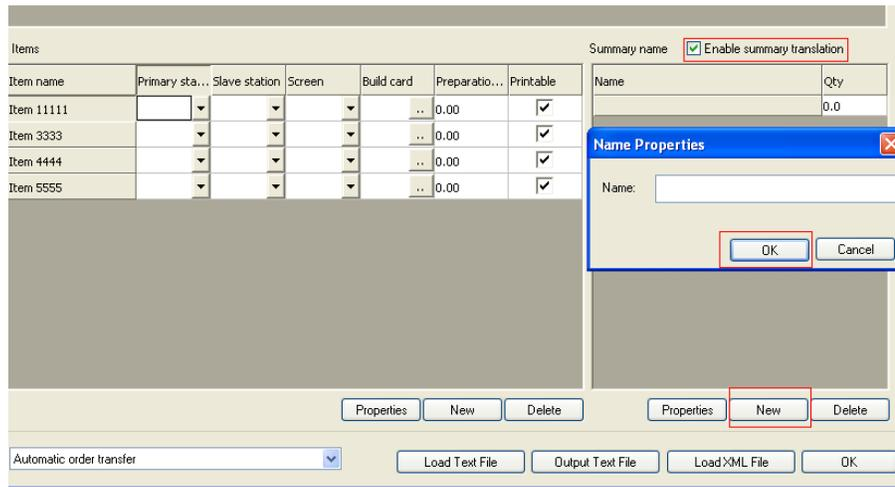 Items
Summary name Enable summary translation
Item name Primary sta... Slave station Screen Build card Preparatio... Printable Name Qty
Item 11111 .. 0.00 0.0
Item 3333 .. 0.00
Name Properties
Item 4444 .. 0.00
Item 5555 .. 0.00
Name:
OK Cancel
Properties New Delete Properties New Delete
Automatic order transfer Load Text File Output Text File Load XML File OK